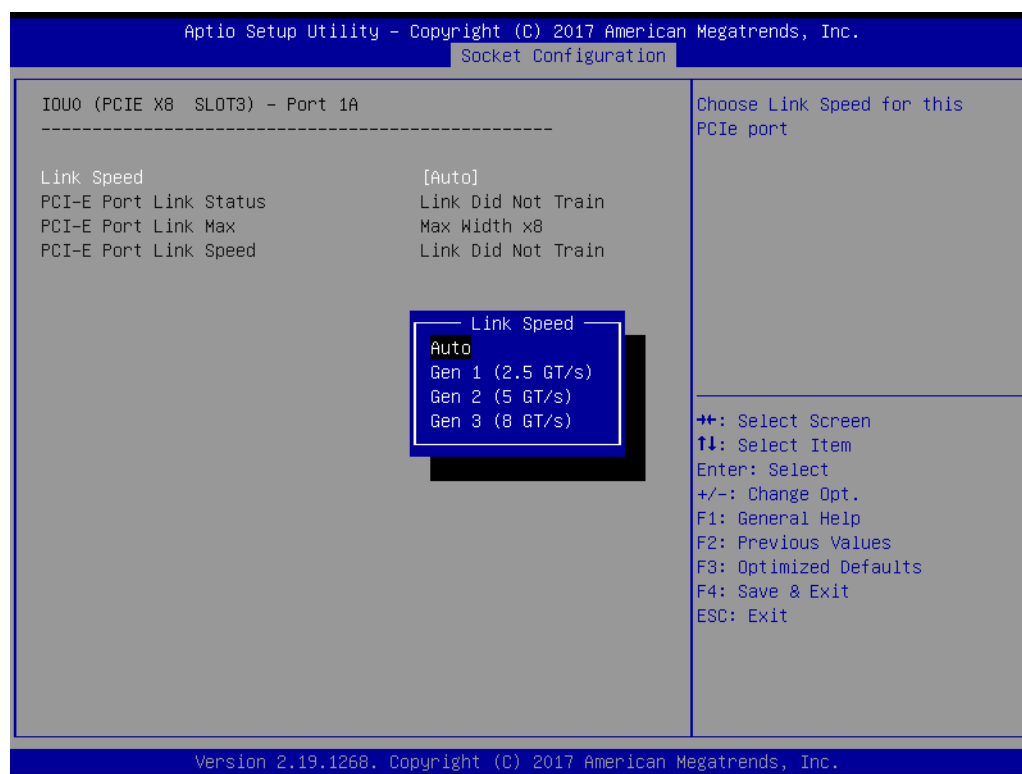 Aptio Setup Utility – Copyright (C) 2017 American Megatrends, Inc.
Socket Configuration
IOU0 (PCIE X8  SLOT3) – Port 1A
--------------------------------------------------
Choose Link Speed for this
PCIe port
Link Speed [Auto]
PCI-E Port Link Status Link Did Not Train
PCI-E Port Link Max Max Width x8
PCI-E Port Link Speed Link Did Not Train
Link Speed
Auto
Gen 1 (2.5 GT/s)
Gen 2 (5 GT/s)
Gen 3 (8 GT/s)
→←: Select Screen
↑↓: Select Item
Enter: Select
+/-: Change Opt.
F1: General Help
F2: Previous Values
F3: Optimized Defaults
F4: Save & Exit
ESC: Exit
Version 2.19.1268. Copyright (C) 2017 American Megatrends, Inc.